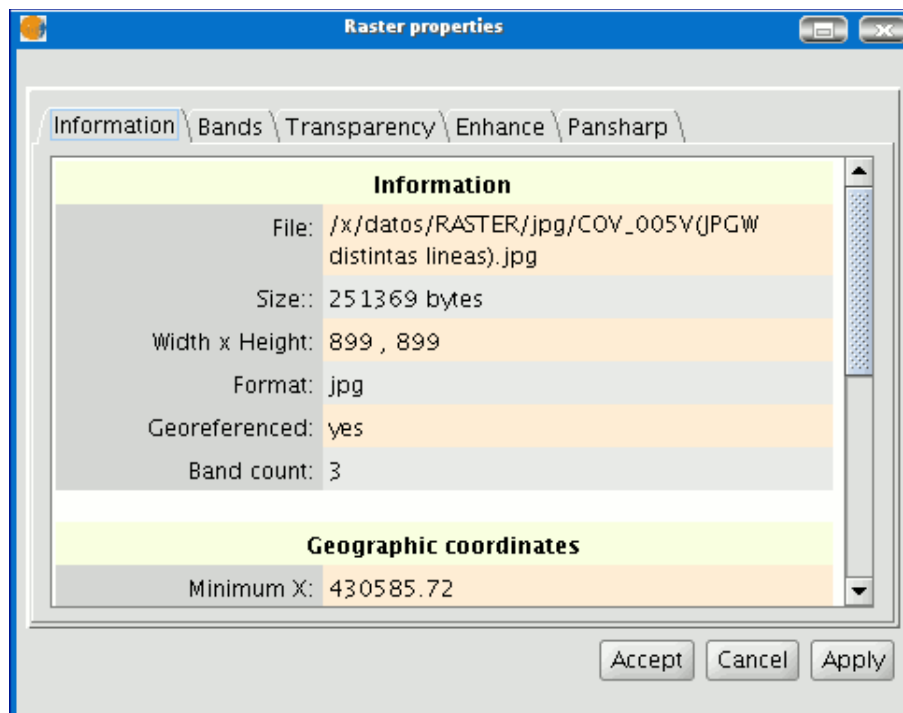 Raster properties
Information Bands Transparency Enhance Pansharp
Information
File: /x/datos/RASTER/jpg/COV_005V(JPGW
distintas lineas).jpg
Size:: 251369 bytes
Width x Height: 899 , 899
Format: jpg
Georeferenced: yes
Band count: 3
Geographic coordinates
Minimum X: 430585.72
Accept Cancel Apply